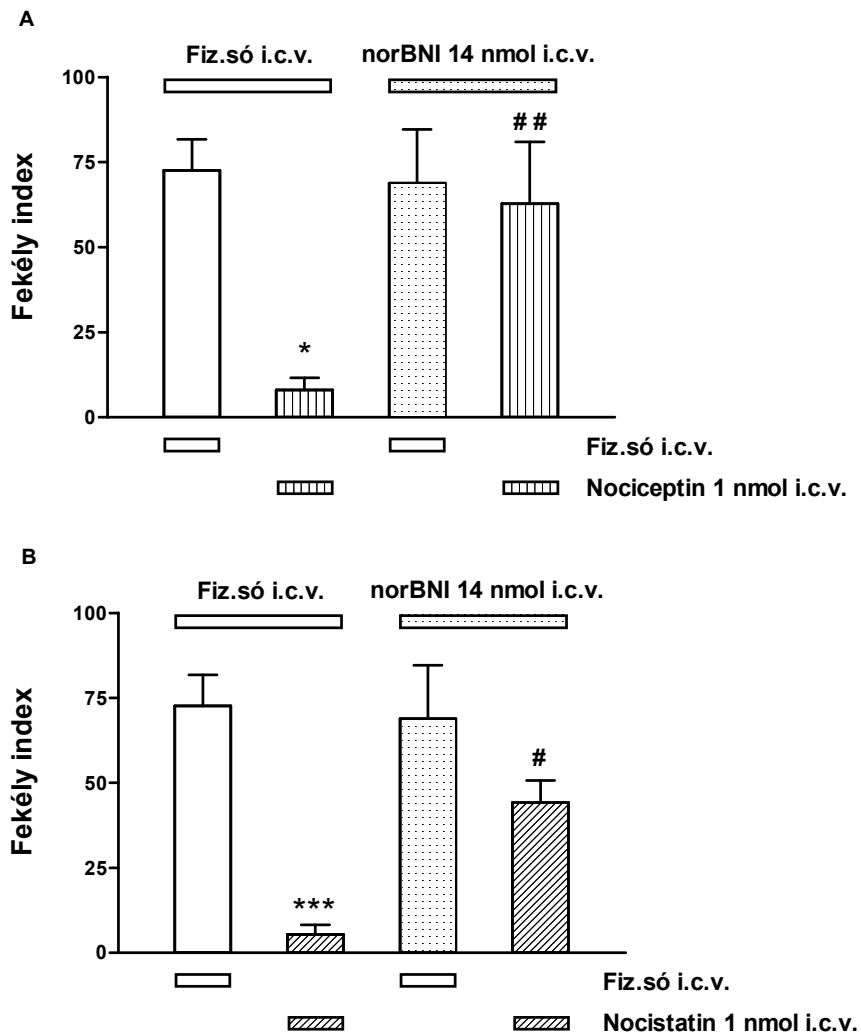 A
Fiz.só i.c.v. norBNI 14 nmol i.c.v.
100
# #
75
50
Fekély index
25
*
0
Fiz.só i.c.v.
Nociceptin 1 nmol i.c.v.
B
Fiz.só i.c.v. norBNI 14 nmol i.c.v.
100
75
#
50
Fekély index
25
***
0
Fiz.só i.c.v.
Nocistatin 1 nmol i.c.v.